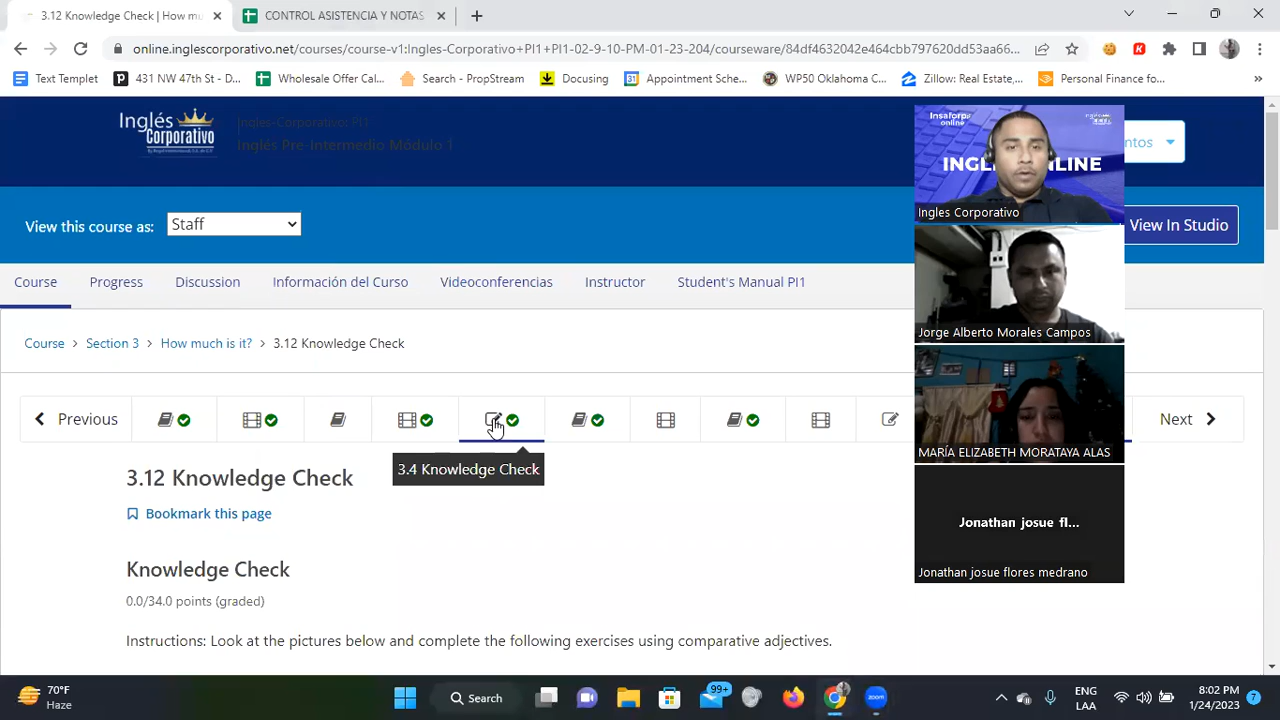 3.12 Knowledge Check | How mu
CONTROL ASISTENCIA Y NOTAS
online.inglescorporativo.net/courses/course-v1:Ingles-Corporativo+PI1+PI1-02-9-10-PM-01-23-204/courseware/84df4632042e464cbb797620dd53aa66...
Text Templet
431 NW 47th St - D...
Wholesale Offer Cal...
Search - PropStream
Docusing
Appointment Sche...
WP50 Oklahoma C...
Zillow: Real Estate,...
Personal Finance fo...
»
Inglés
Corporativo
Ingles-Corporativo: PI1
Inglés Pre-Intermedio Módulo 1
ntos
View this course as:
Staff
View In Studio
Course
Progress
Discussion
Información del Curso
Videoconferencias
Instructor
Student's Manual PI1
Course > Section 3 > How much is it? > 3.12 Knowledge Check
Previous
Next
3.4 Knowledge Check
3.12 Knowledge Check
Bookmark this page
Knowledge Check
0.0/34.0 points (graded)
Instructions: Look at the pictures below and complete the following exercises using comparative adjectives.
Insaforp
online
INGL NLINE
Ingles Corporativo
Jorge Alberto Morales Campos
MARÍA ELIZABETH MORATAYA ALAS
Jonathan josue fl...
Jonathan josue flores medrano
70°F
Haze
Search
99+
zoom
ENG
LAA
8:02 PM
1/24/2023
7